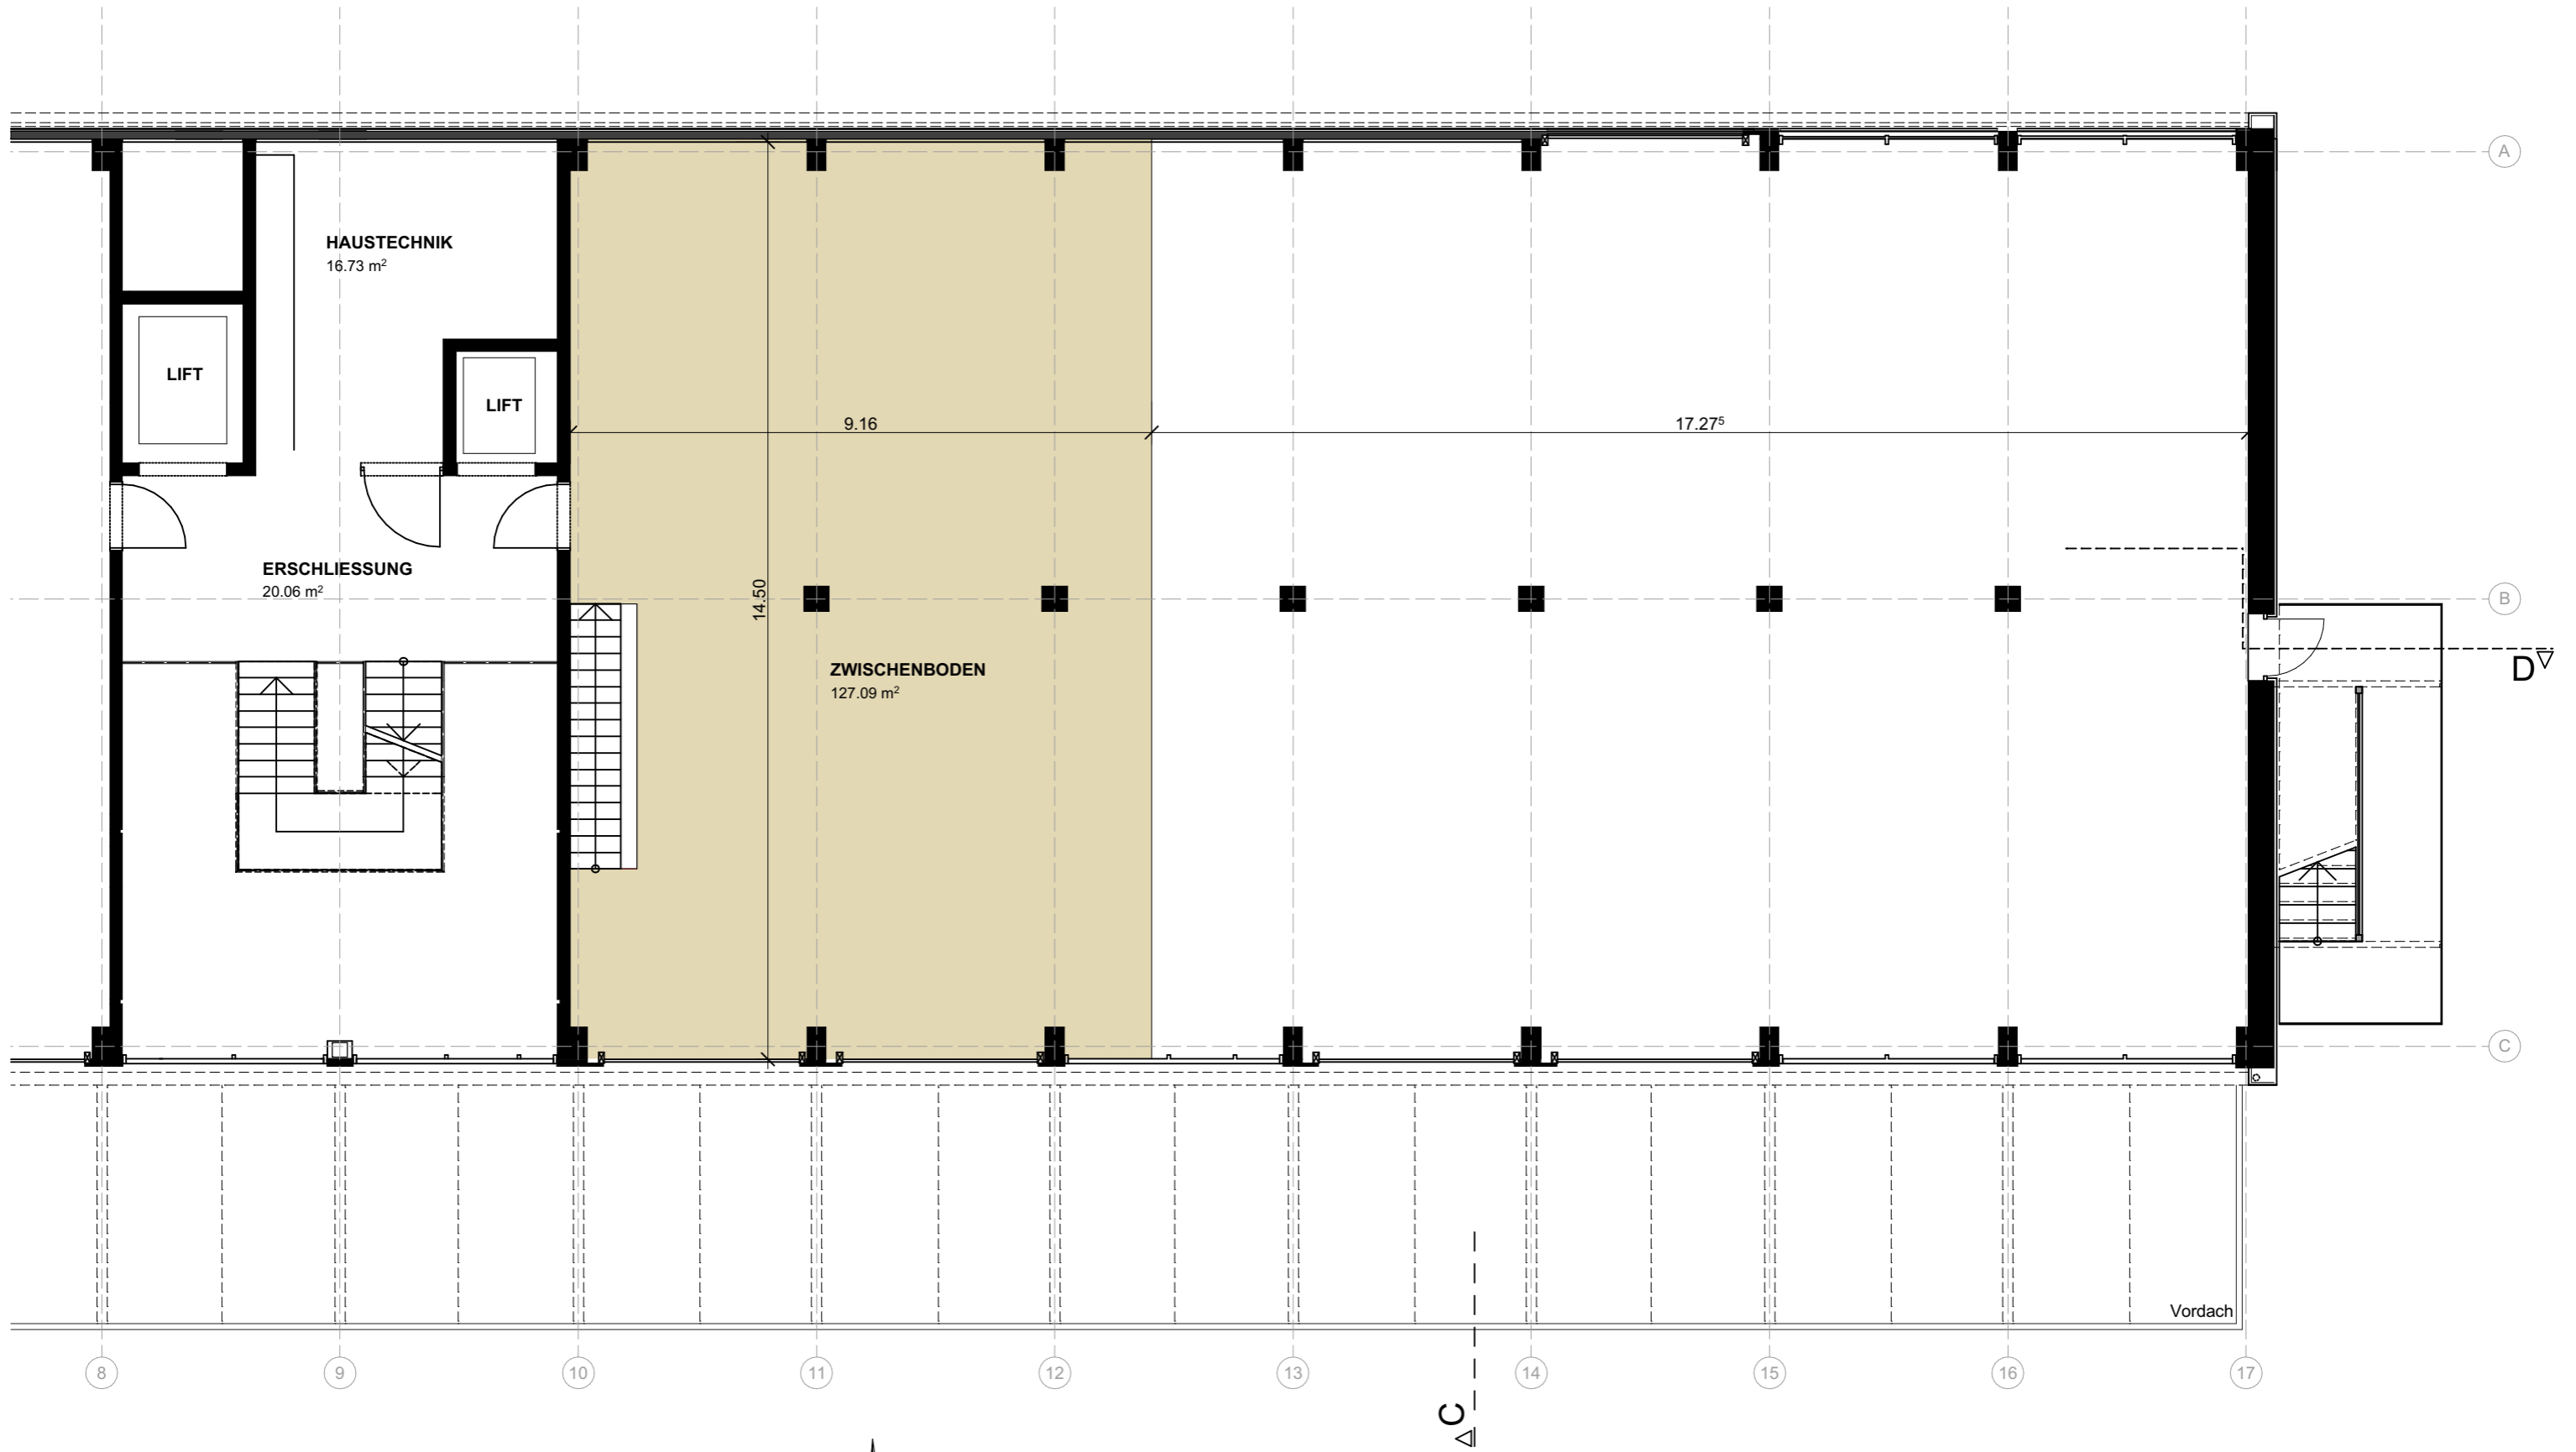 A
HAUSTECHNIK
16.73 m²
LIFT
LIFT
9.16
17.27⁵
ERSCHLIESSUNG
20.06 m²
14.50
B
ZWISCHENBODEN
127.09 m²
D
C
Vordach
8
9
10
11
12
13
14
15
16
17
C